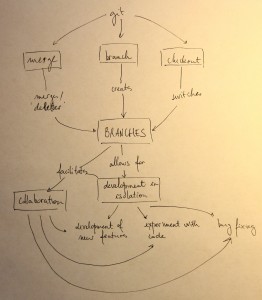 git
merge
branch
checkout
creates
merges/
deletes
switches
BRANCHES
facilitates
allows for
collaboration
development in
isolation
development of
new features
experiment with
code
bug fixing